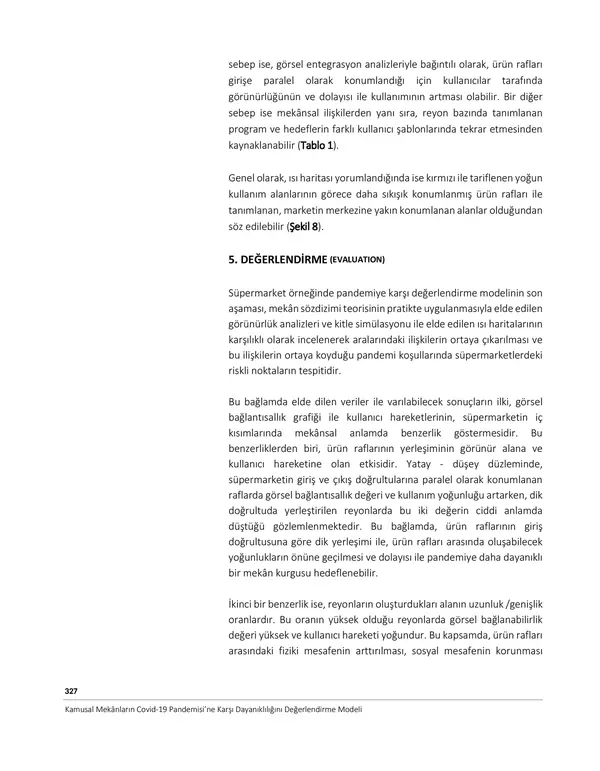 sebep ise, görsel entegrasyon analizleriyle bağıntılı olarak, ürün rafları
girişe paralel olarak konumlandığı için kullanıcılar tarafında
görünürlüğünün ve dolayısı ile kullanımının artması olabilir. Bir diğer
sebep ise mekânsal ilişkilerden yanı sıra, reyon bazında tanımlanan
program ve hedeflerin farklı kullanıcı şablonlarında tekrar etmesinden
kaynaklanabilir (Tablo 1).
Genel olarak, ısı haritası yorumlandığında ise kırmızı ile tariflenen yoğun
kullanım alanlarının görece daha sıkışık konumlanmış ürün rafları ile
tanımlanan, marketin merkezine yakın konumlanan alanlar olduğundan
söz edilebilir (Şekil 8).
5. DEĞERLENDİRME (EVALUATION)
Süpermarket örneğinde pandemiye karşı değerlendirme modelinin son
aşaması, mekân sözdizimi teorisinin pratikte uygulanmasıyla elde edilen
görünürlük analizleri ve kitle simülasyonu ile elde edilen ısı haritalarının
karşılıklı olarak incelenerek aralarındaki ilişkilerin ortaya çıkarılması ve
bu ilişkilerin ortaya koyduğu pandemi koşullarında süpermarketlerdeki
riskli noktaların tespitidir.
Bu bağlamda elde dilen veriler ile varılabilecek sonuçların ilki, görsel
bağlantısallık grafiği ile kullanıcı hareketlerinin, süpermarketin iç
kısımlarında mekânsal anlamda benzerlik göstermesidir. Bu
benzerliklerden biri, ürün raflarının yerleşiminin görünür alana ve
kullanıcı hareketine olan etkisidir. Yatay - düşey düzleminde,
süpermarketin giriş ve çıkış doğrultularına paralel olarak konumlanan
raflarda görsel bağlantısallık değeri ve kullanım yoğunluğu artarken, dik
doğrultuda yerleştirilen reyonlarda bu iki değerin ciddi anlamda
düştüğü gözlemlenmektedir. Bu bağlamda, ürün raflarının giriş
doğrultusuna göre dik yerleşimi ile, ürün rafları arasında oluşabilecek
yoğunlukların önüne geçilmesi ve dolayısı ile pandemiye daha dayanıklı
bir mekân kurgusu hedeflenebilir.
İkinci bir benzerlik ise, reyonların oluşturdukları alanın uzunluk /genişlik
oranlardır. Bu oranın yüksek olduğu reyonlarda görsel bağlanabilirlik
değeri yüksek ve kullanıcı hareketi yoğundur. Bu kapsamda, ürün rafları
arasındaki fiziki mesafenin arttırılması, sosyal mesafenin korunması
327
Kamusal Mekânların Covid-19 Pandemisi'ne Karşı Dayanıklılığını Değerlendirme Modeli